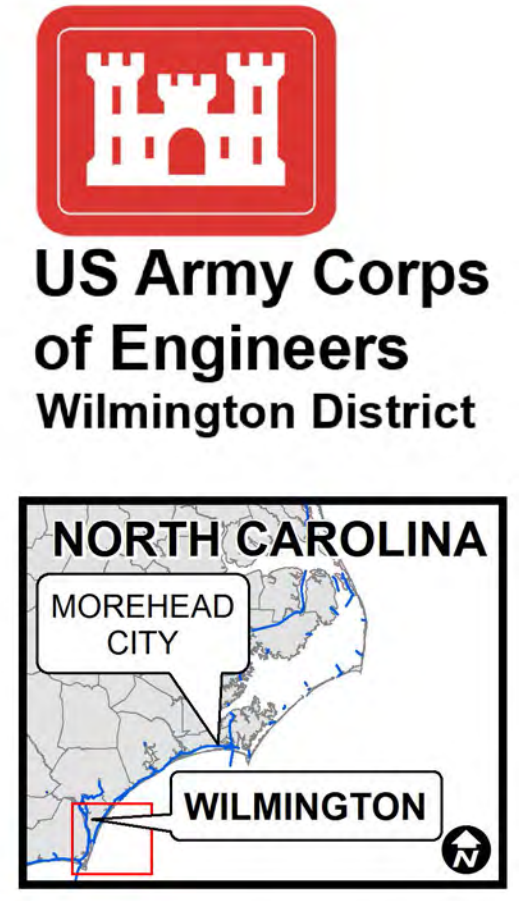 US Army Corps
of Engineers
Wilmington District
NORTH CAROLINA
MOREHEAD
CITY
WILMINGTON
N